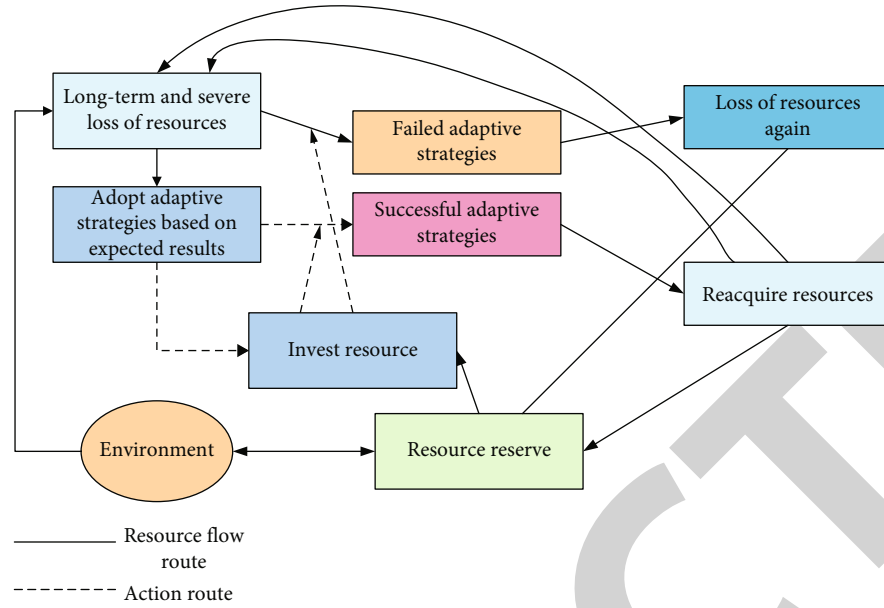 Long-term and severe
loss of resources
Failed adaptive
strategies
Loss of resources
again
Adopt adaptive
strategies based on
expected results
Successful adaptive
strategies
Reacquire resources
Invest resource
Environment
Resource reserve
Resource flow
route
Action route